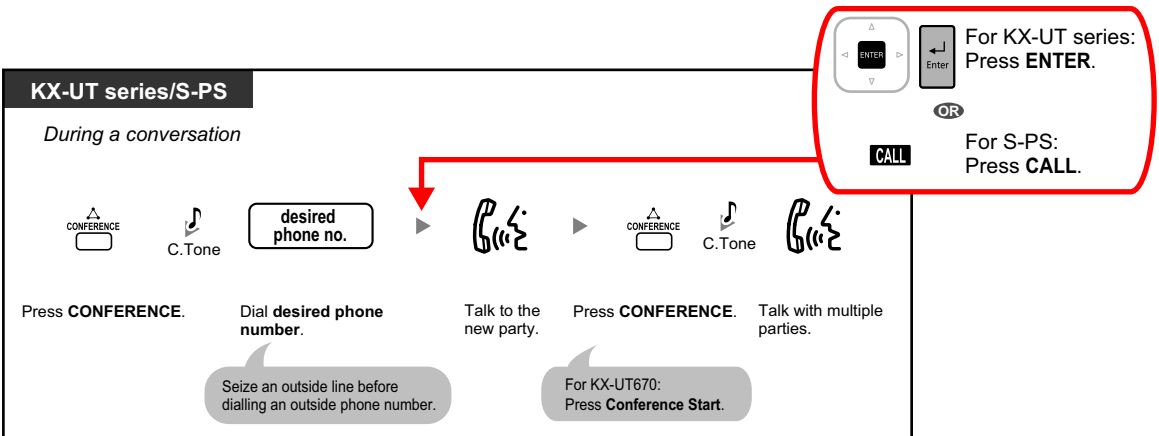 For KX-UT series:
Press ENTER.
ENTER
Enter
OR
For S-PS:
Press CALL.
CALL
KX-UT series/S-PS
During a conversation
CONFERENCE
C.Tone
desired
phone no.
CONFERENCE
C.Tone
Press CONFERENCE.
Dial desired phone
number.
Talk to the
new party.
Press CONFERENCE.
Talk with multiple
parties.
Seize an outside line before
dialling an outside phone number.
For KX-UT670:
Press Conference Start.